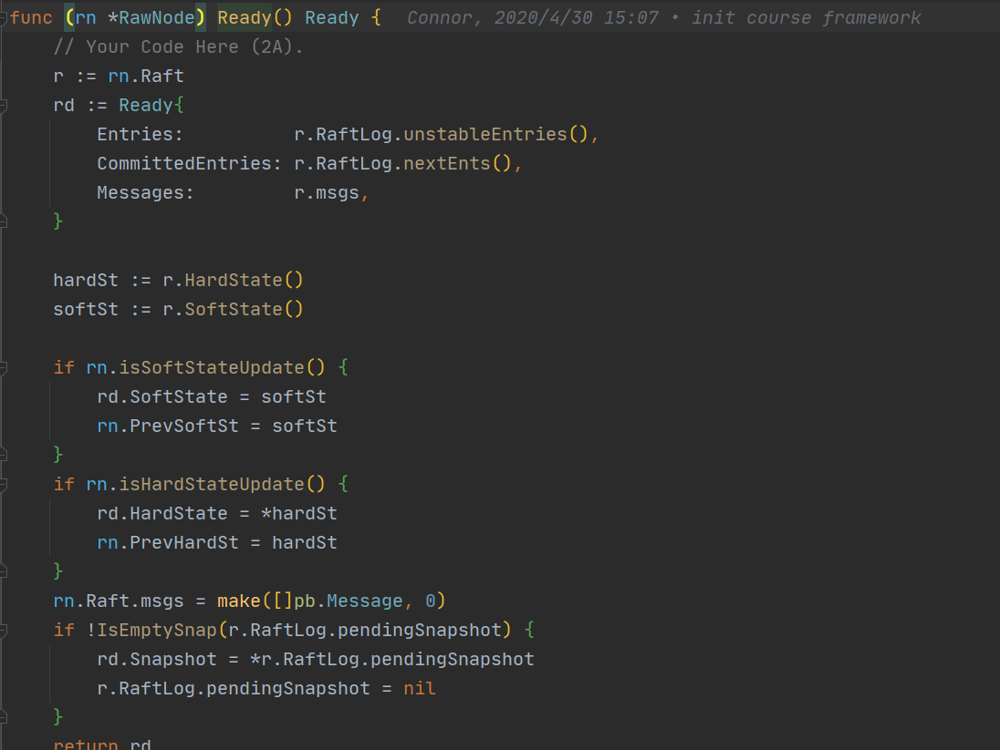 func (rn *RawNode) Ready() Ready {   Connor, 2020/4/30 15:07 • init course framework
    // Your Code Here (2A).
    r := rn.Raft
    rd := Ready{
        Entries:          r.RaftLog.unstableEntries(),
        CommittedEntries: r.RaftLog.nextEnts(),
        Messages:         r.msgs,
    }

    hardSt := r.HardState()
    softSt := r.SoftState()

    if rn.isSoftStateUpdate() {
        rd.SoftState = softSt
        rn.PrevSoftSt = softSt
    }
    if rn.isHardStateUpdate() {
        rd.HardState = *hardSt
        rn.PrevHardSt = hardSt
    }
    rn.Raft.msgs = make([]pb.Message, 0)
    if !IsEmptySnap(r.RaftLog.pendingSnapshot) {
        rd.Snapshot = *r.RaftLog.pendingSnapshot
        r.RaftLog.pendingSnapshot = nil
    }
    return rd